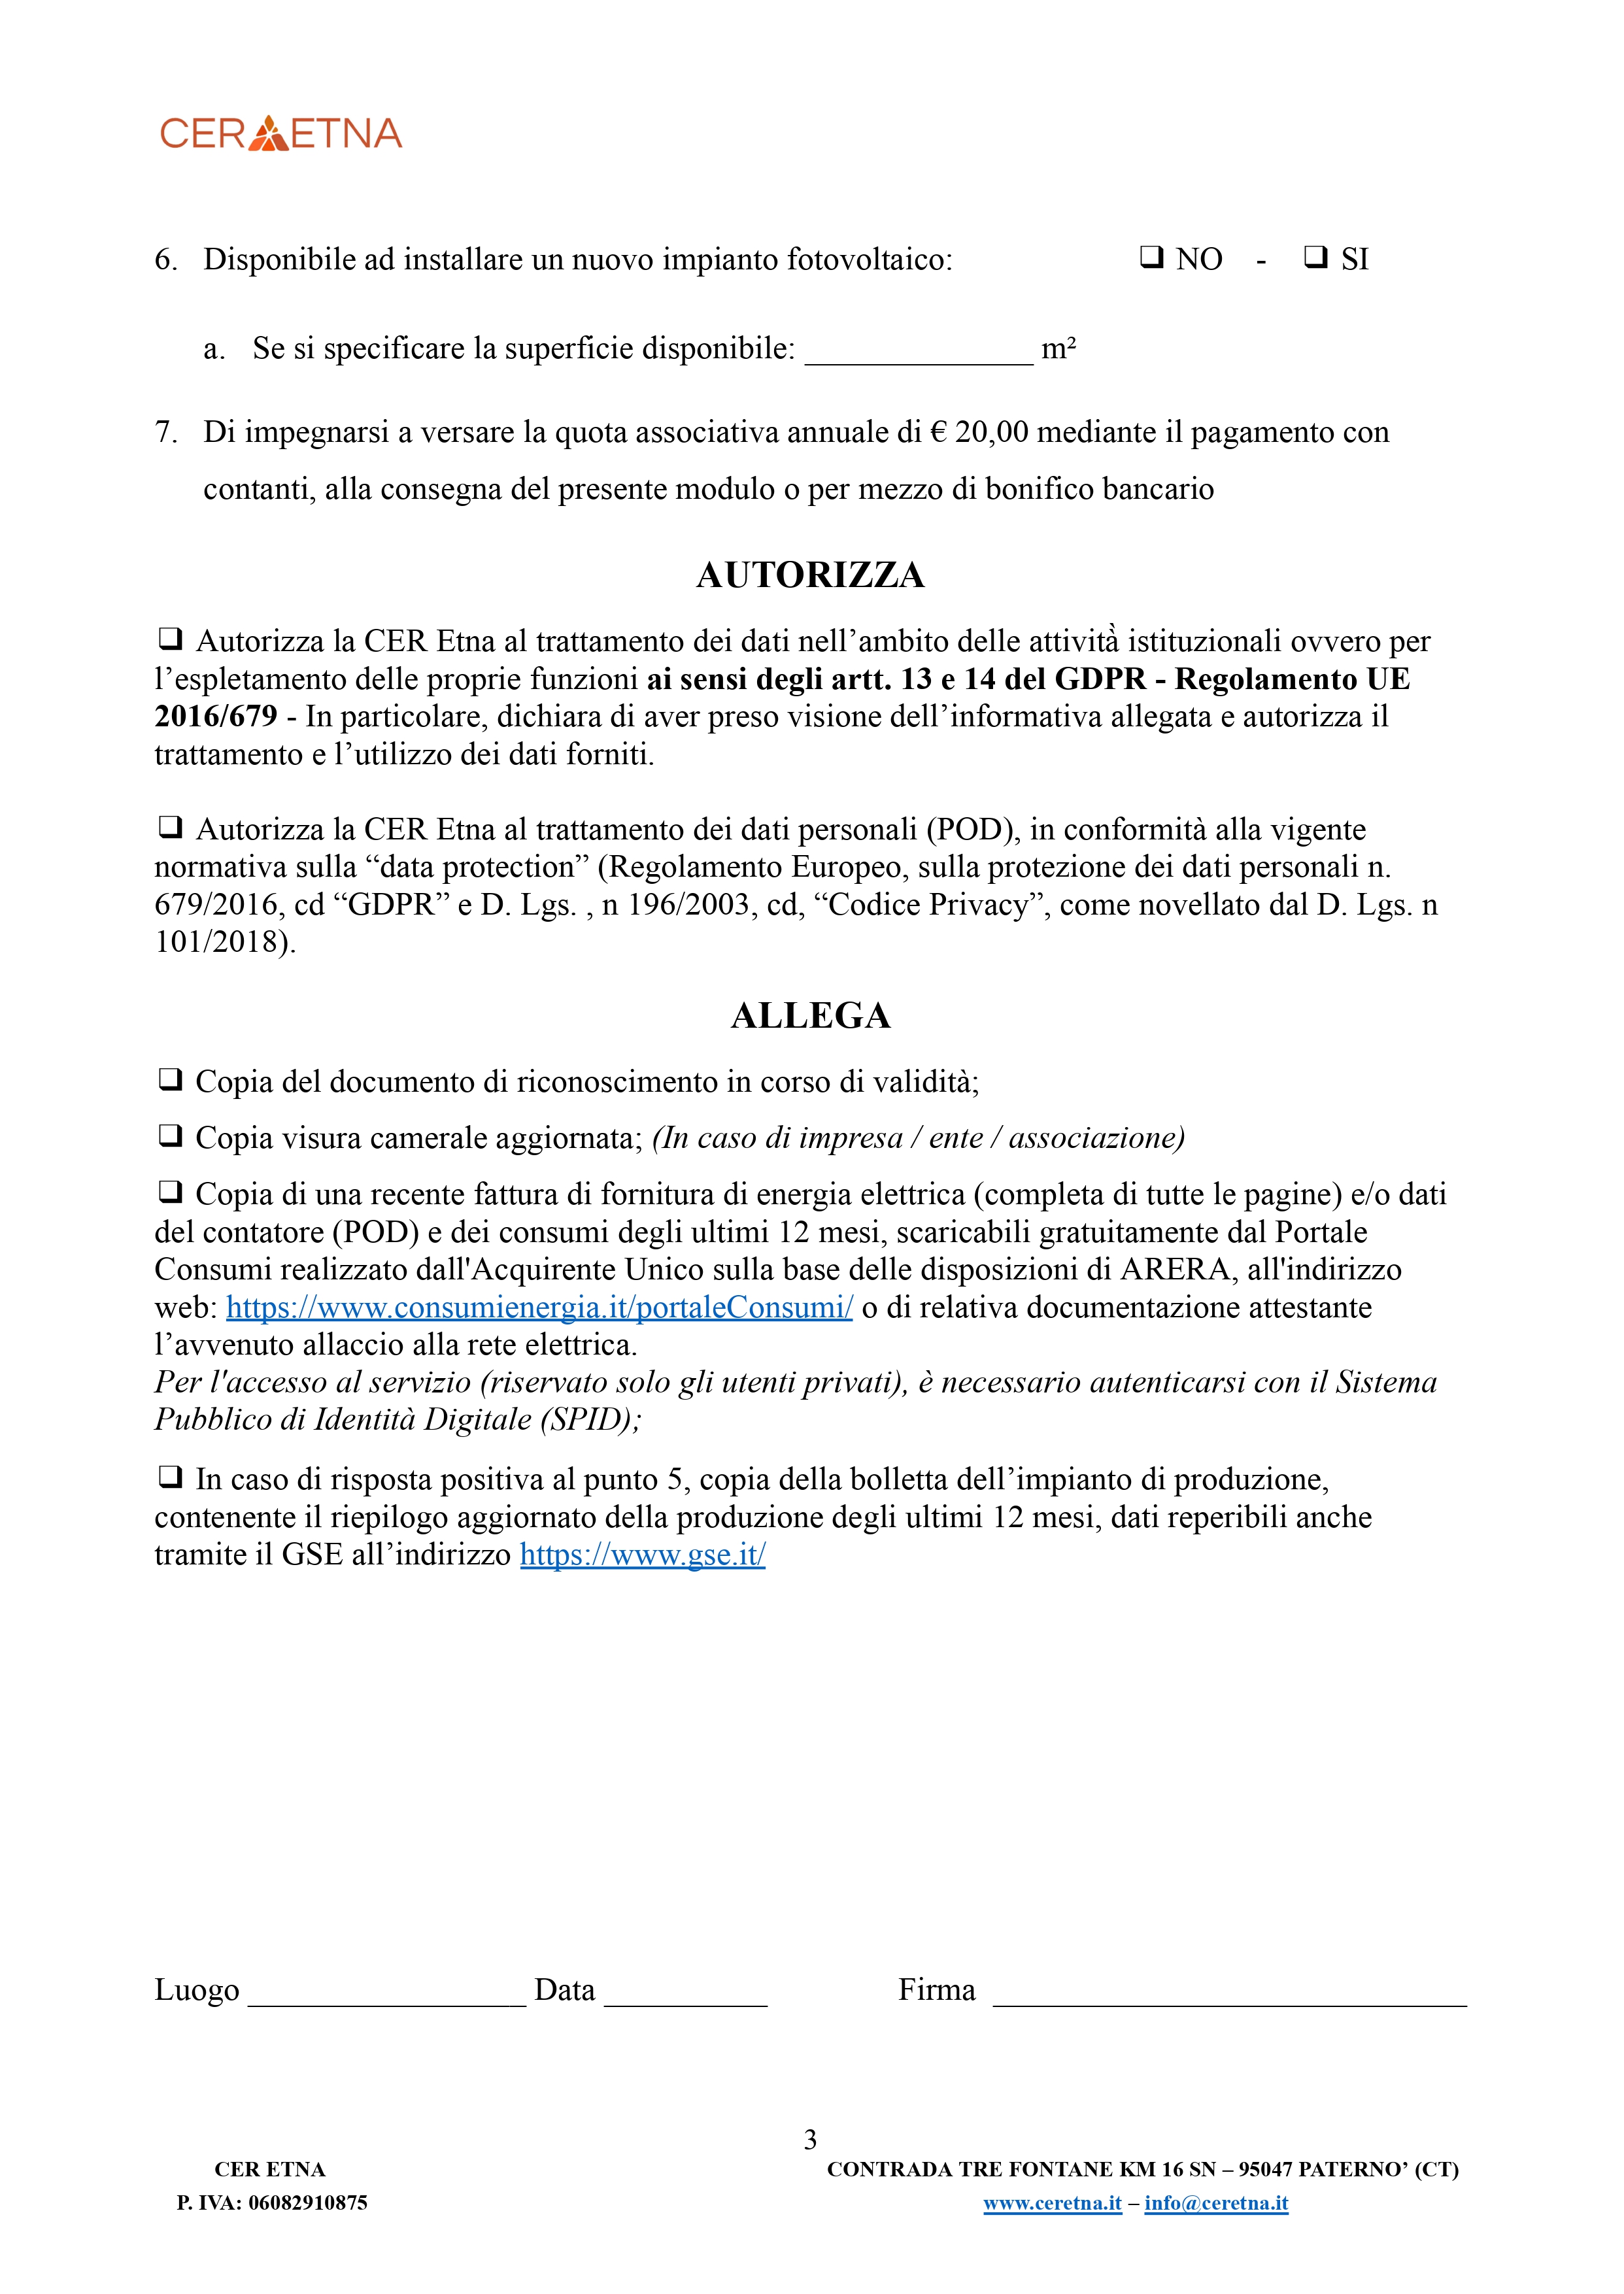 CER ETNA
6. Disponibile ad installare un nuovo impianto fotovoltaico: ❑ NO - ❑ SI
a. Se si specificare la superficie disponibile: ______________ m²
7. Di impegnarsi a versare la quota associativa annuale di € 20,00 mediante il pagamento con
contanti, alla consegna del presente modulo o per mezzo di bonifico bancario
AUTORIZZA
❑ Autorizza la CER Etna al trattamento dei dati nell’ambito delle attività̀ istituzionali ovvero per
l’espletamento delle proprie funzioni ai sensi degli artt. 13 e 14 del GDPR - Regolamento UE
2016/679 - In particolare, dichiara di aver preso visione dell’informativa allegata e autorizza il
trattamento e l’utilizzo dei dati forniti.
❑ Autorizza la CER Etna al trattamento dei dati personali (POD), in conformità alla vigente
normativa sulla “data protection” (Regolamento Europeo, sulla protezione dei dati personali n.
679/2016, cd “GDPR” e D. Lgs. , n 196/2003, cd, “Codice Privacy”, come novellato dal D. Lgs. n
101/2018).
ALLEGA
❑ Copia del documento di riconoscimento in corso di validità;
❑ Copia visura camerale aggiornata; (In caso di impresa / ente / associazione)
❑ Copia di una recente fattura di fornitura di energia elettrica (completa di tutte le pagine) e/o dati
del contatore (POD) e dei consumi degli ultimi 12 mesi, scaricabili gratuitamente dal Portale
Consumi realizzato dall'Acquirente Unico sulla base delle disposizioni di ARERA, all'indirizzo
web: https://www.consumienergia.it/portaleConsumi/ o di relativa documentazione attestante
l’avvenuto allaccio alla rete elettrica.
Per l'accesso al servizio (riservato solo gli utenti privati), è necessario autenticarsi con il Sistema
Pubblico di Identità Digitale (SPID);
❑ In caso di risposta positiva al punto 5, copia della bolletta dell’impianto di produzione,
contenente il riepilogo aggiornato della produzione degli ultimi 12 mesi, dati reperibili anche
tramite il GSE all’indirizzo https://www.gse.it/
Luogo _________________ Data __________ Firma _____________________________
3
CER ETNA CONTRADA TRE FONTANE KM 16 SN – 95047 PATERNO’ (CT)
P. IVA: 06082910875 www.ceretna.it – info@ceretna.it